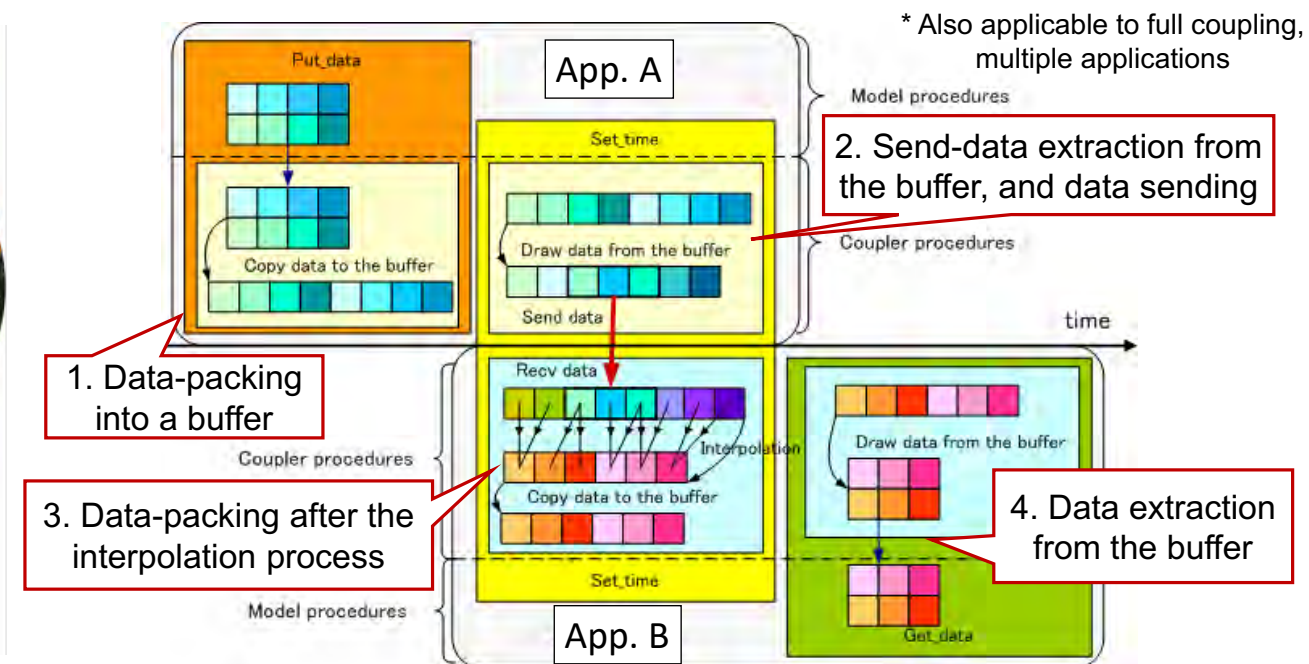 * Also applicable to full coupling,
multiple applications
Put_data
App. A
Model procedures
Set_time
2. Send-data extraction from
the buffer, and data sending
Draw data from the buffer
Coupler procedures
Copy data to the buffer
Send data
time
1. Data-packing
into a buffer
Recv data
Interpolation
Draw data from the buffer
Coupler procedures
Copy data to the buffer
3. Data-packing after the
interpolation process
4. Data extraction
from the buffer
Set_time
Model procedures
App. B
Get_data